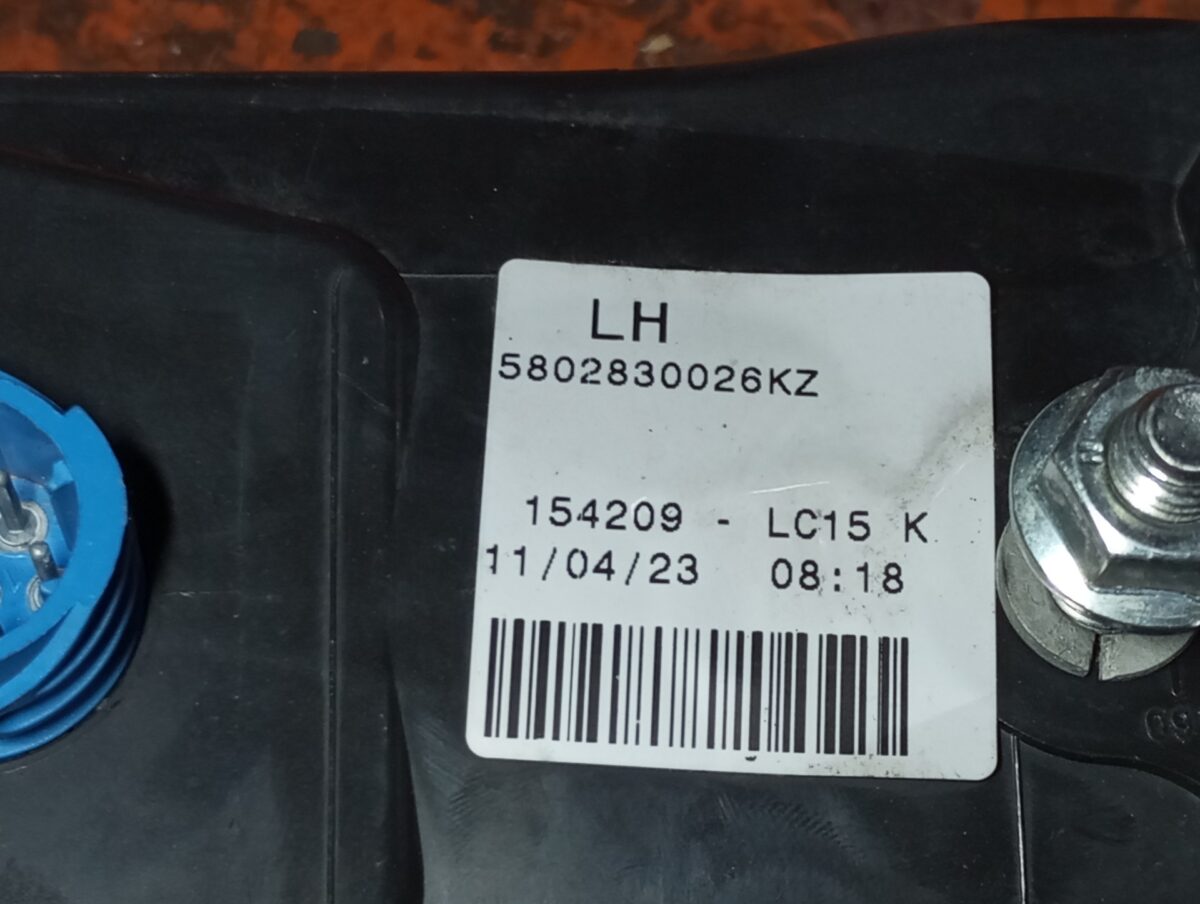 LH
5802830026KZ
154209 - LC15 K
11/04/23 08:18